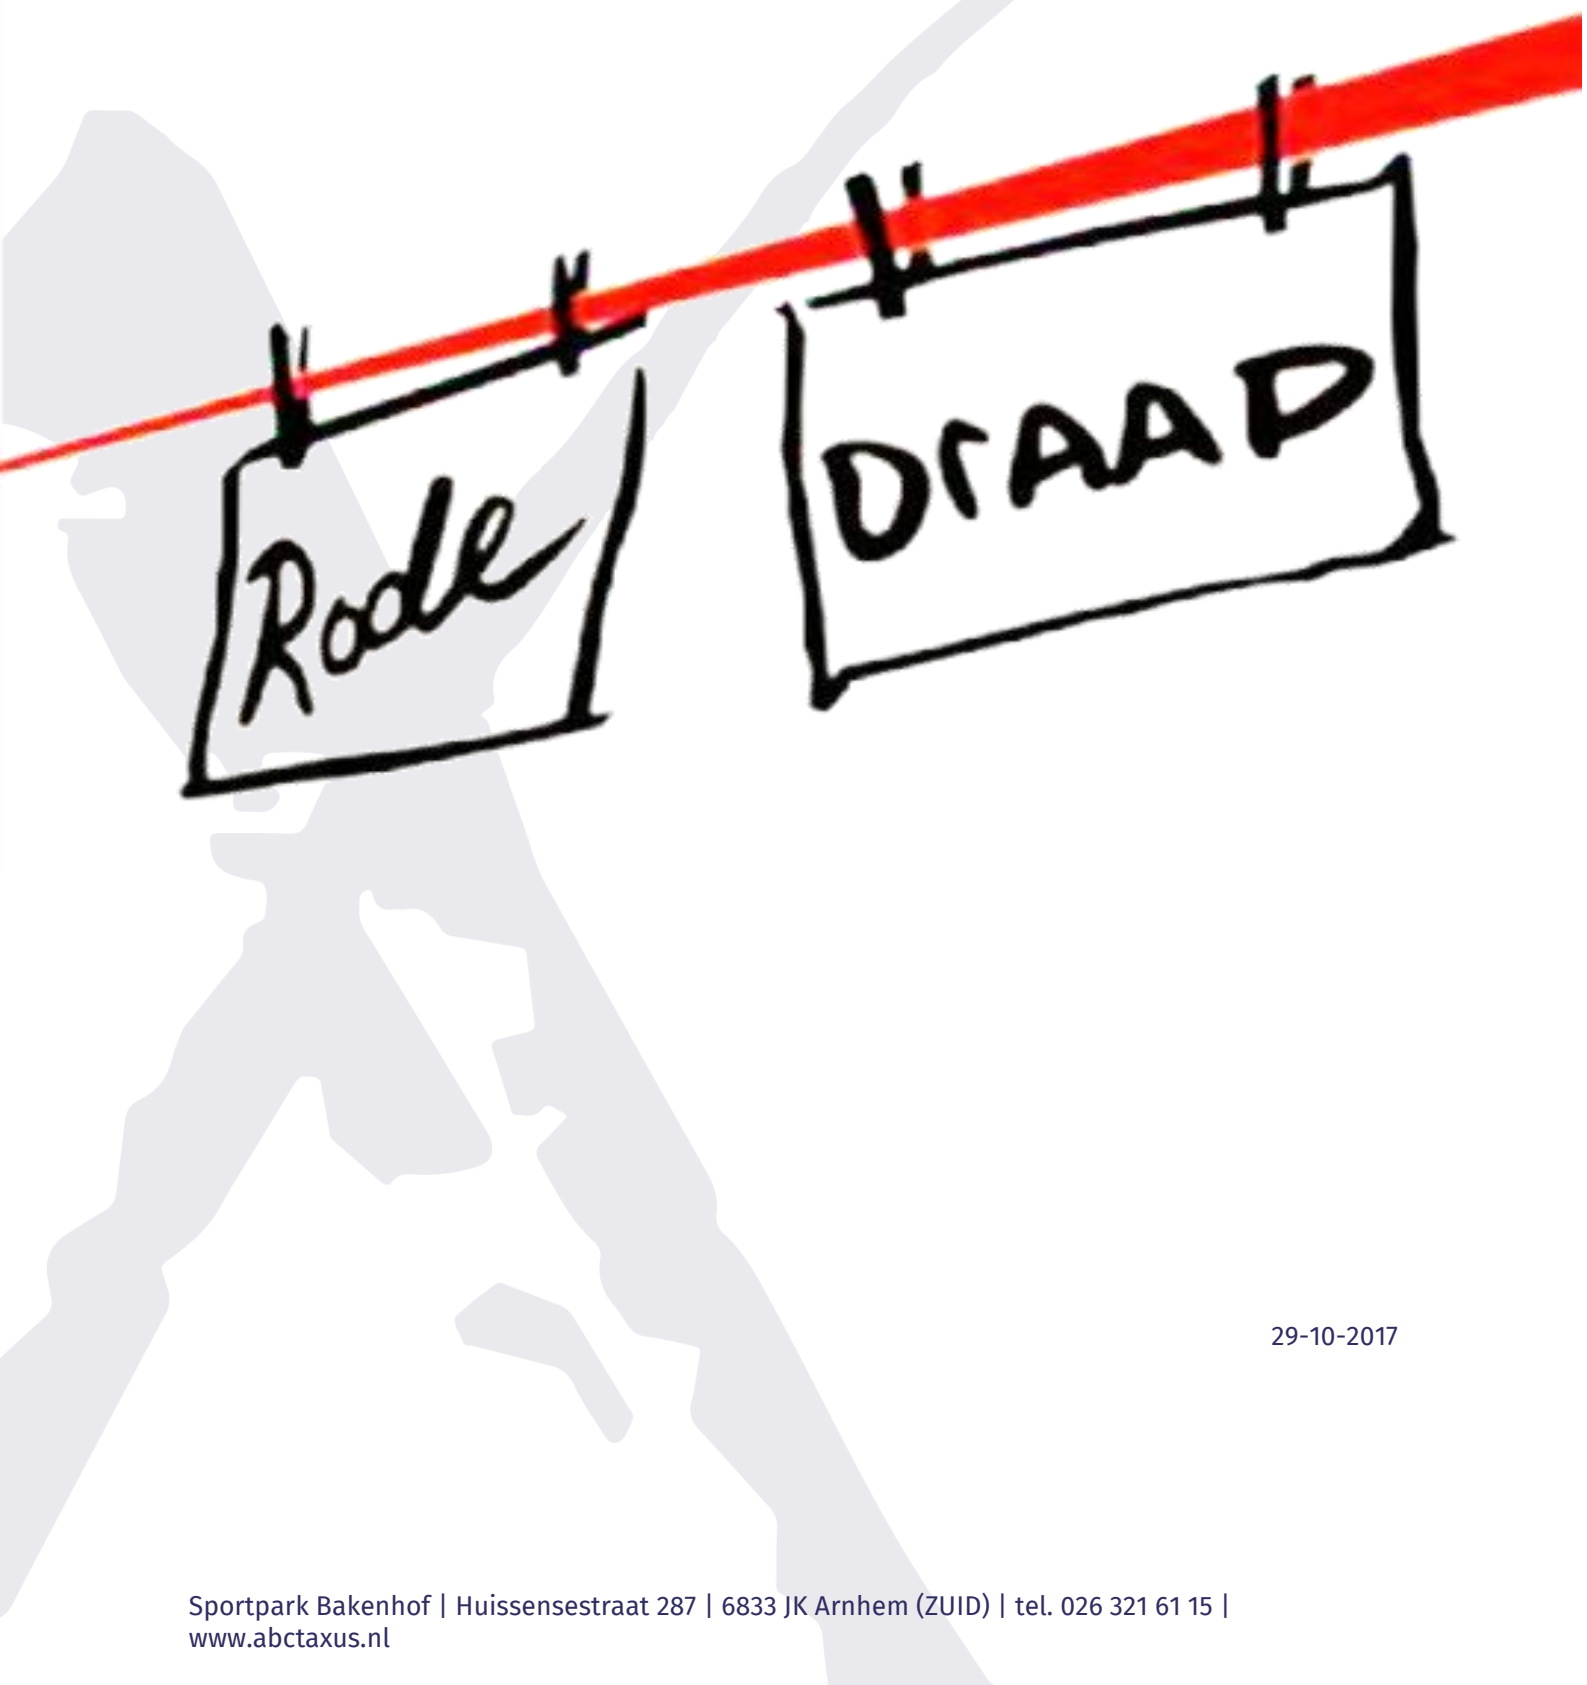 Rode
DrAAD
29-10-2017
Sportpark Bakenhof | Huissensestraat 287 | 6833 JK Arnhem (ZUID) | tel. 026 321 61 15 |
www.abctaxus.nl